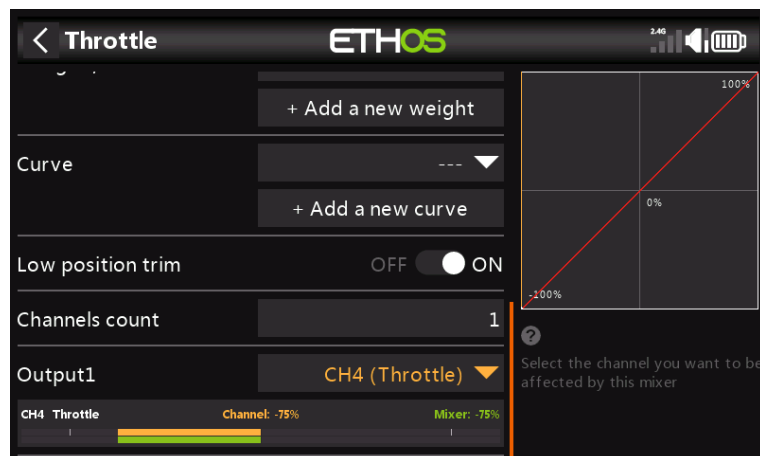 Throttle
ETHOS
2.4G
+ Add a new weight
Curve
---
+ Add a new curve
Low position trim
OFF
ON
Channels count
1
Output1
CH4 (Throttle)
CH4 Throttle
Channel: -75%
Mixer: -75%
100%
0%
-100%
?
Select the channel you want to be
affected by this mixer